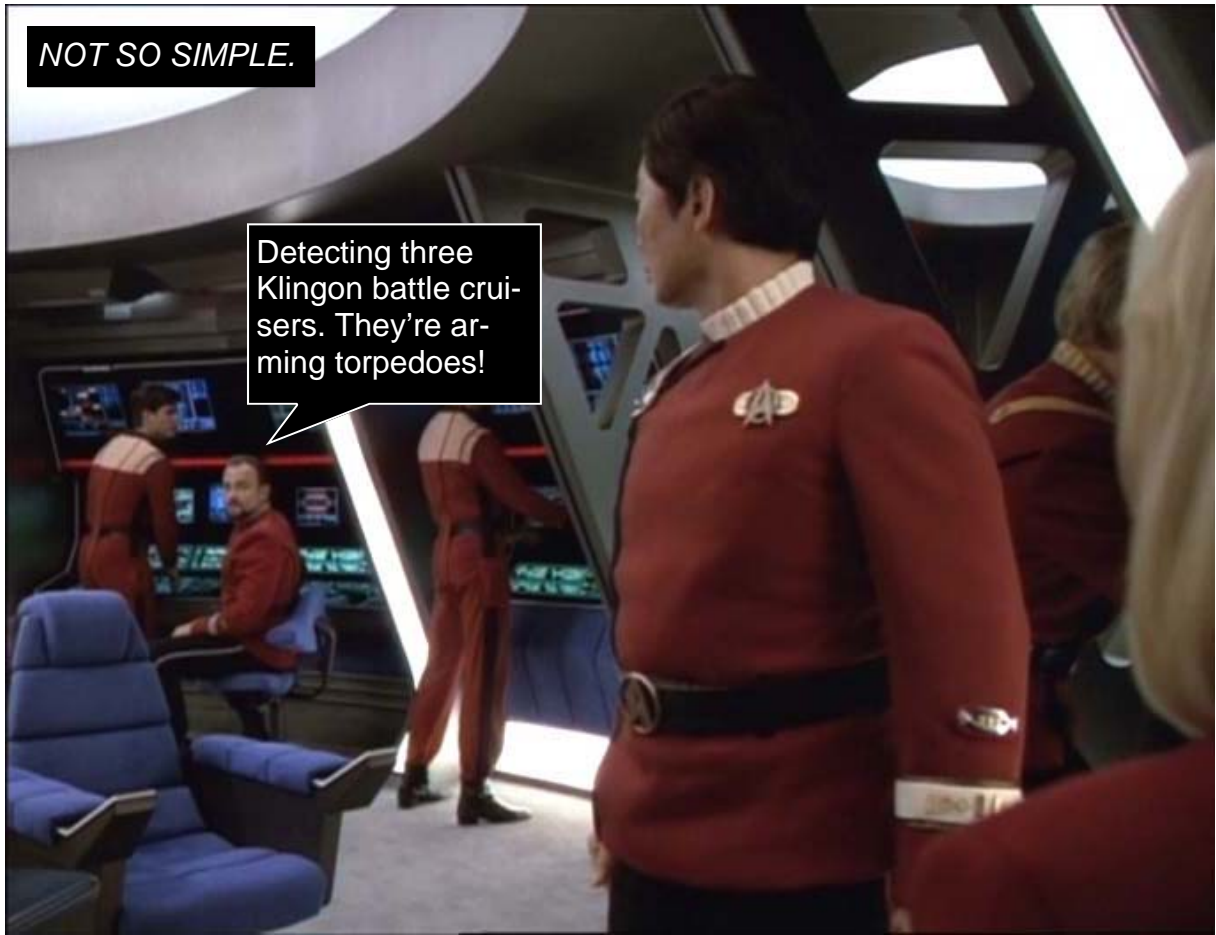 NOT SO SIMPLE.
Detecting three
Klingon battle crui-
sers. They’re ar-
ming torpedoes!